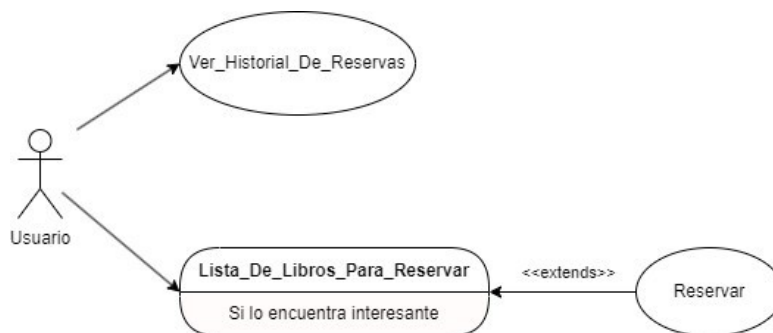 Ver_Historial_De_Reservas
Usuario
Lista_De_Libros_Para_Reservar
<<extends>>
Reservar
Si lo encuentra interesante